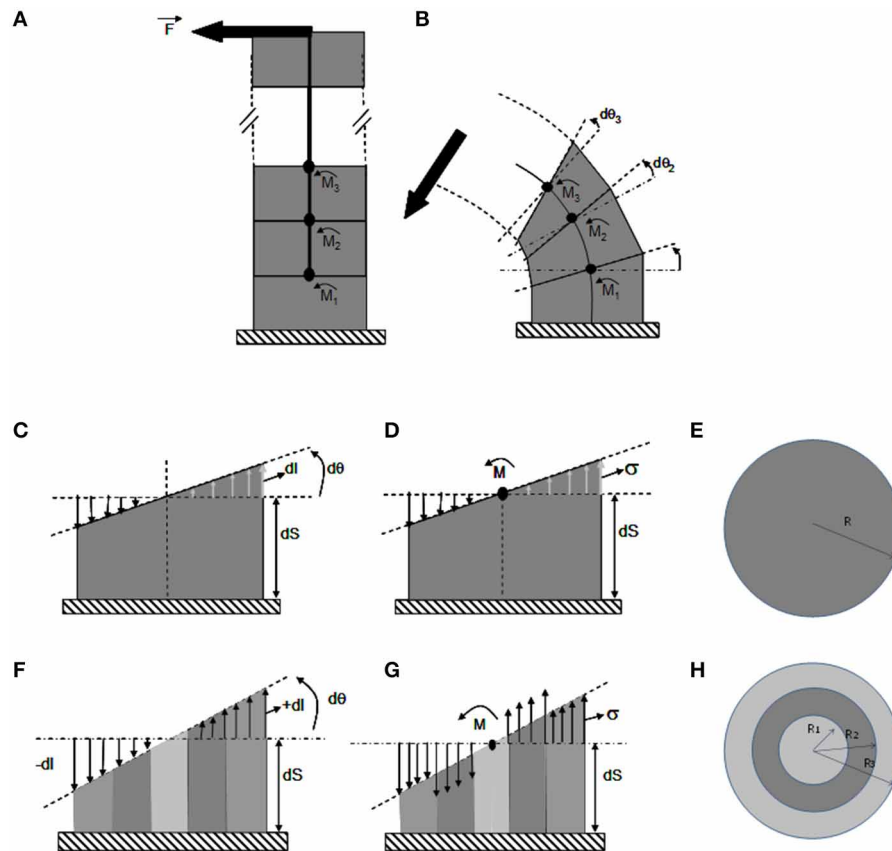 A
B
F
M3
M2
M1
dθ3
dθ2
M3
M2
M1
C
D
E
dθ
dl
dS
M
σ
dS
R
F
G
H
dθ
+dl
-dl
dS
M
σ
dS
R1
R2
R3